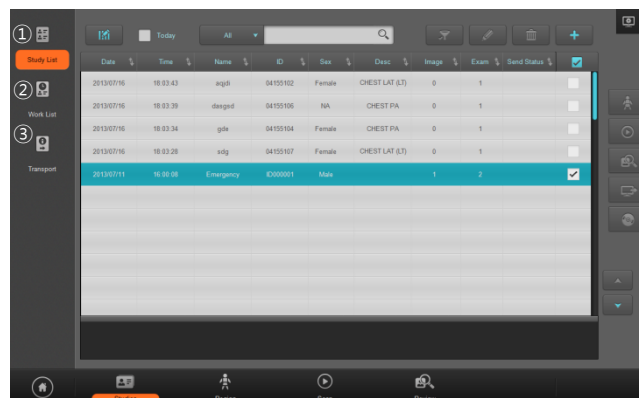 ①
Study List
②
Work List
③
Transport
Today
All
Date Time Name ID Sex Desc Image Exam Send Status
2013/07/16 18:03:43 aqjdi 04155102 Female CHEST LAT (LT) 0 1
2013/07/16 18:03:39 dasgsd 04155106 NA CHEST PA 0 1
2013/07/16 18:03:34 gds 04155104 Female CHEST PA 0 1
2013/07/16 18:03:28 sdg 04155107 Female CHEST LAT (LT) 0 1
2013/07/11 16:00:08 Emergency ID000001 Male 1 2